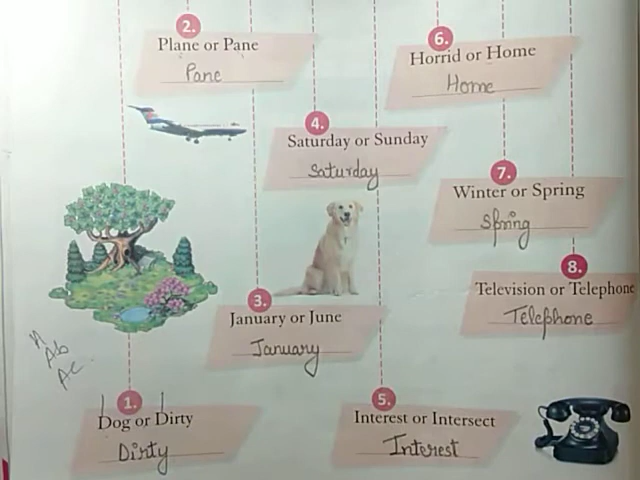 2.
Plane or Pane
Pane
6.
Horrid or Home
Home
4.
Saturday or Sunday
Saturday
7.
Winter or Spring
Spring
8.
Television or Telephone
Telephone
3.
January or June
January
A
Ab
Ac
1.
Dog or Dirty
Dirty
5.
Interest or Intersect
Interest